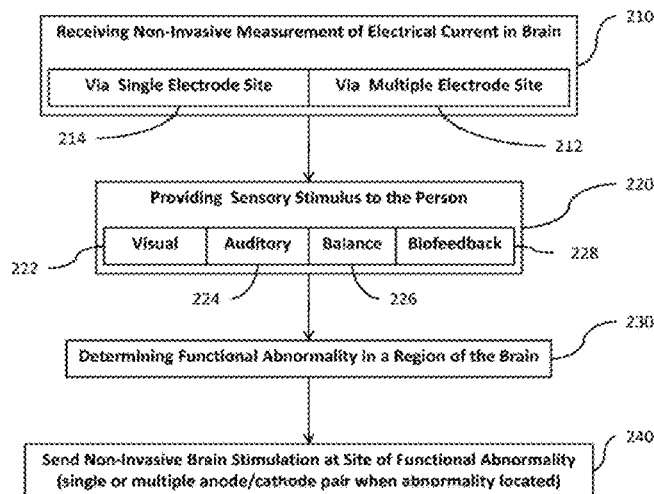 210
Receiving Non-Invasive Measurement of Electrical Current in Brain
Via Single Electrode Site
Via Multiple Electrode Site
214
212
Providing Sensory Stimulus to the Person
220
Visual
Auditory
Balance
Biofeedback
222
228
224
226
230
Determining Functional Abnormality in a Region of the Brain
240
Send Non-Invasive Brain Stimulation at Site of Functional Abnormality
(single or multiple anode/cathode pair when abnormality located)